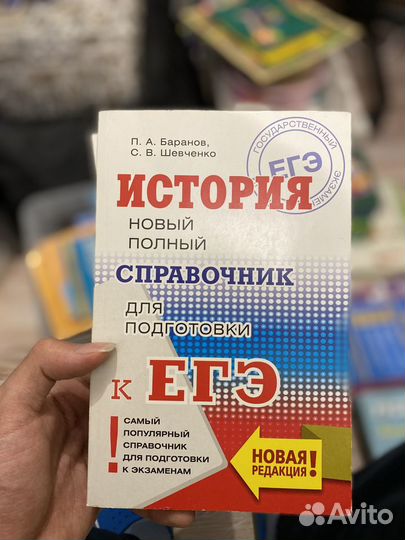 П. А. Баранов,
С. В. Шевченко
ГОСУДАРСТВЕННЫЙ
ЕГЭ
ЭКЗАМЕН
ИСТОРИЯ
НОВЫЙ
ПОЛНЫЙ
СПРАВОЧНИК
ДЛЯ
ПОДГОТОВКИ
К ЕГЭ
! САМЫЙ
ПОПУЛЯРНЫЙ
СПРАВОЧНИК
ДЛЯ ПОДГОТОВКИ
К ЭКЗАМЕНАМ
НОВАЯ
РЕДАКЦИЯ!
Avito